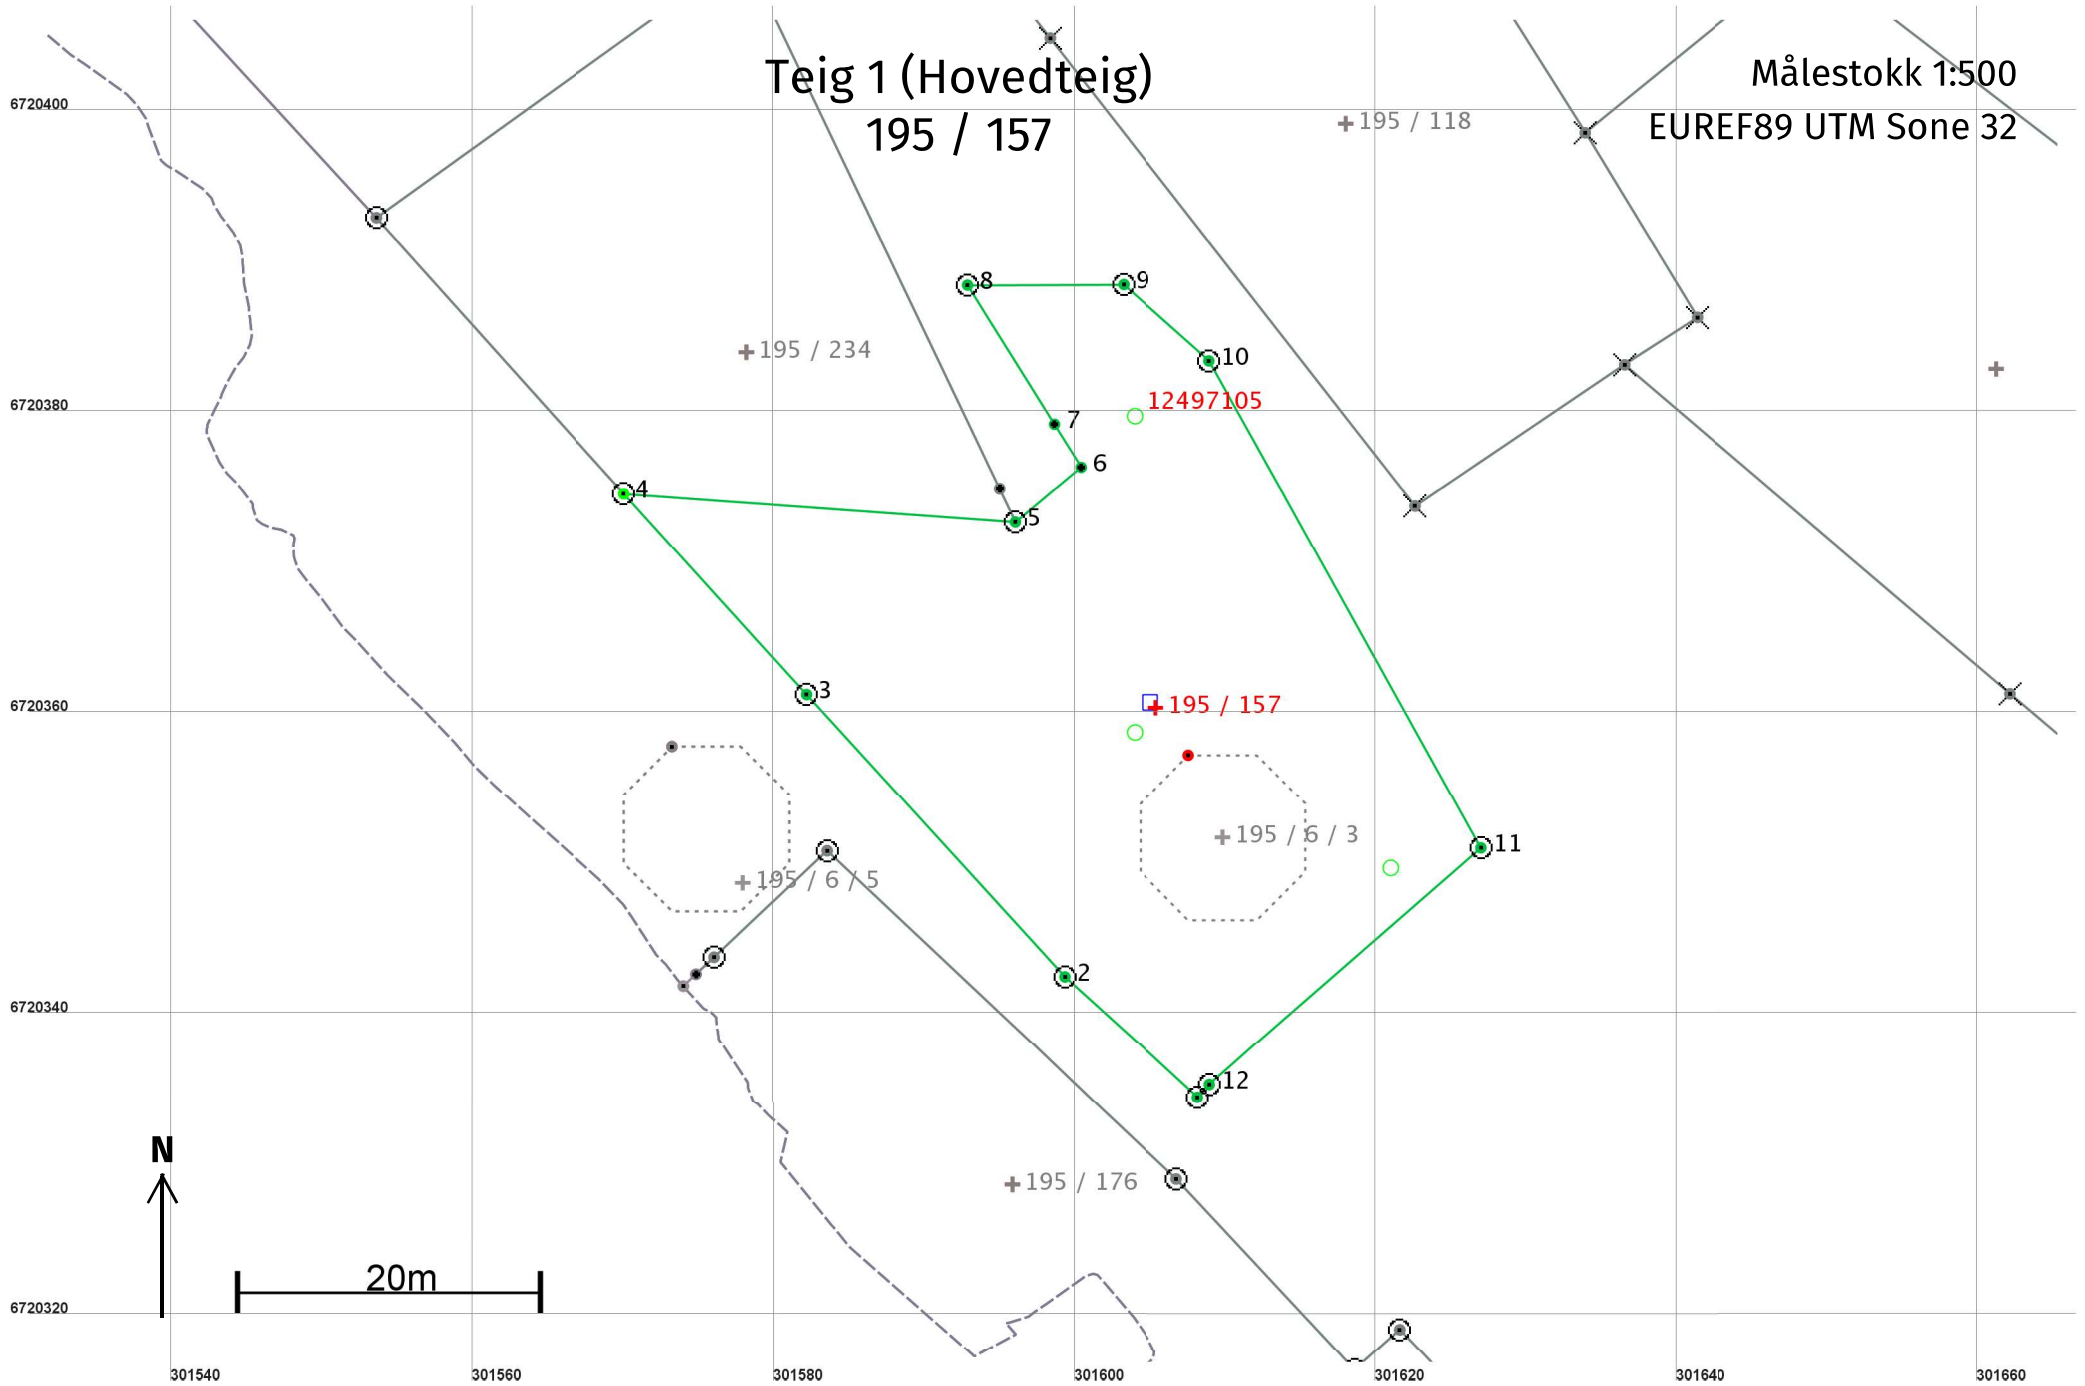 Teig 1 (Hovedteig)
195 / 157
Målestokk 1:500
EUREF89 UTM Sone 32
6720400
195 / 118
8
9
195 / 234
10
6720380
12497105
7
6
4
5
3
6720360
195 / 157
195 / 6 / 3
11
195 / 6 / 5
2
6720340
12
N
195 / 176
20m
6720320
301540
301560
301580
301600
301620
301640
301660